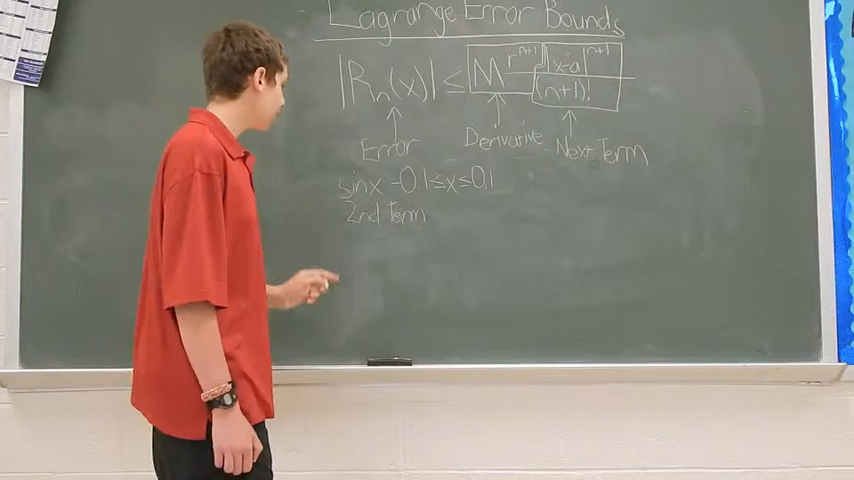 Lagrange Error Bounds
|Rn(x)| ≤ M r^n+1 |x-a|^n+1 / (n+1)!
Error Derivative Next Term
sinx -0.1≤x≤0.1
2nd Term